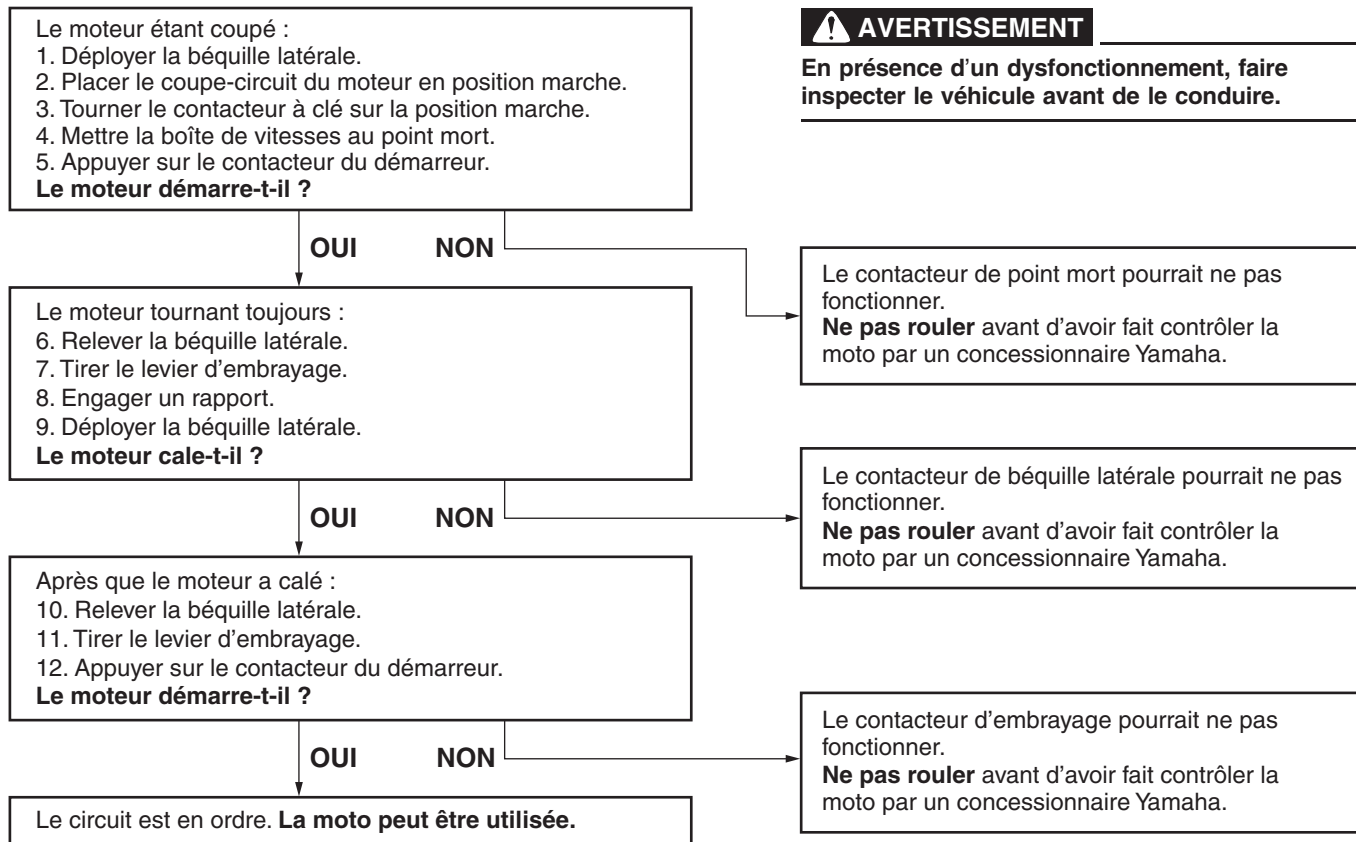 Le moteur étant coupé :
1. Déployer la béquille latérale.
2. Placer le coupe-circuit du moteur en position marche.
3. Tourner le contacteur à clé sur la position marche.
4. Mettre la boîte de vitesses au point mort.
5. Appuyer sur le contacteur du démarreur.
Le moteur démarre-t-il ?
AVERTISSEMENT
En présence d'un dysfonctionnement, faire
inspecter le véhicule avant de le conduire.
OUI NON
Le contacteur de point mort pourrait ne pas
fonctionner.
Ne pas rouler avant d'avoir fait contrôler la
moto par un concessionnaire Yamaha.
Le moteur tournant toujours :
6. Relever la béquille latérale.
7. Tirer le levier d'embrayage.
8. Engager un rapport.
9. Déployer la béquille latérale.
Le moteur cale-t-il ?
OUI NON
Le contacteur de béquille latérale pourrait ne pas
fonctionner.
Ne pas rouler avant d'avoir fait contrôler la
moto par un concessionnaire Yamaha.
Après que le moteur a calé :
10. Relever la béquille latérale.
11. Tirer le levier d'embrayage.
12. Appuyer sur le contacteur du démarreur.
Le moteur démarre-t-il ?
OUI NON
Le contacteur d'embrayage pourrait ne pas
fonctionner.
Ne pas rouler avant d'avoir fait contrôler la
moto par un concessionnaire Yamaha.
Le circuit est en ordre. La moto peut être utilisée.